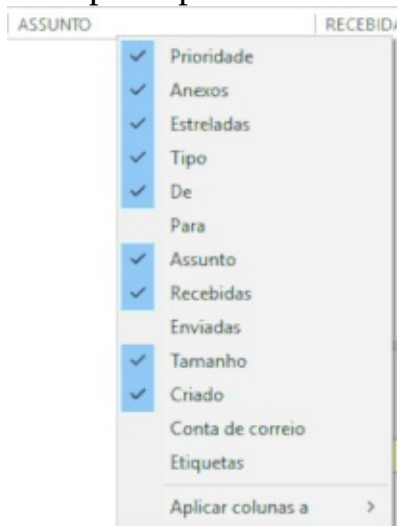 ASSUNTO RECEBIDA
Prioridade
Anexos
Estreladas
Tipo
De
Para
Assunto
Recebidas
Enviadas
Tamanho
Criado
Conta de correio
Etiquetas
Aplicar colunas a